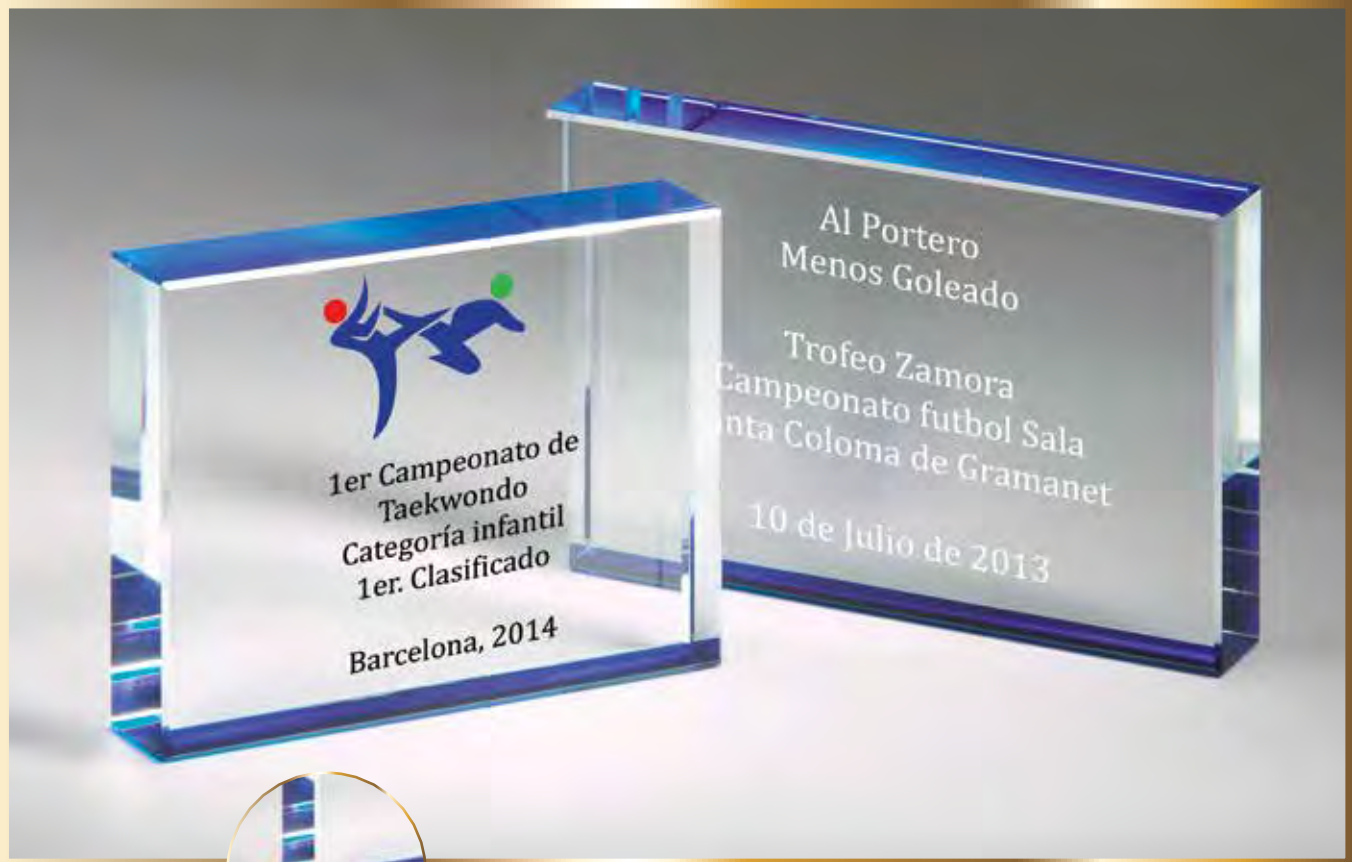 1er Campeonato de
Taekwondo
Categoría infantil
1er. Clasificado
Barcelona, 2014
Al Portero
Menos Goleado
Trofeo Zamora
Campeonato futbol Sala
Coloma de Gramanet
10 de Julio de 2013